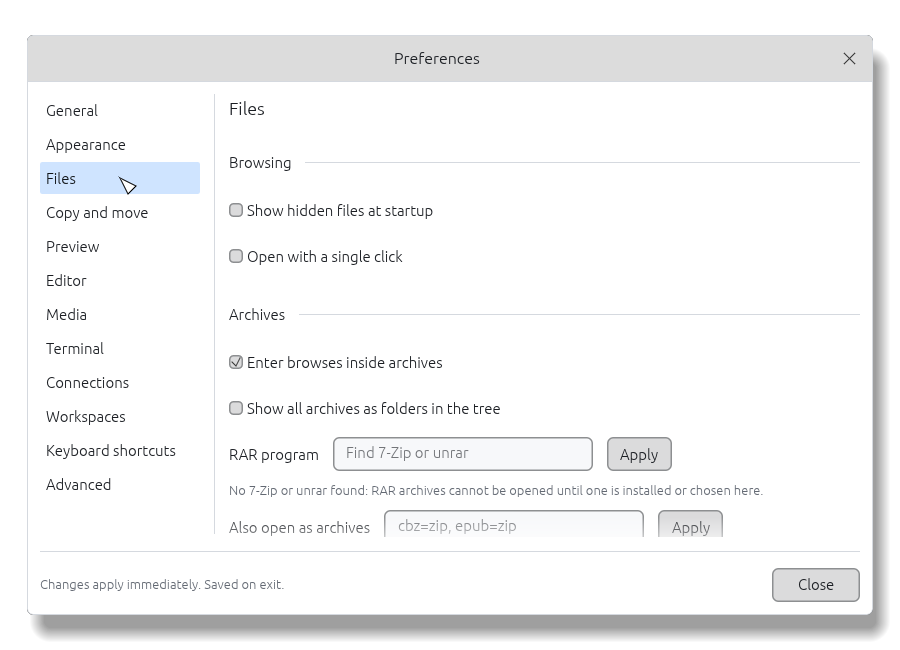 Preferences
General
Appearance
Files
Copy and move
Preview
Editor
Media
Terminal
Connections
Workspaces
Keyboard shortcuts
Advanced
Files
Browsing
Show hidden files at startup
Open with a single click
Archives
Enter browses inside archives
Show all archives as folders in the tree
RAR program Find 7-Zip or unrar Apply
No 7-Zip or unrar found: RAR archives cannot be opened until one is installed or chosen here.
Also open as archives cbz=zip, epub=zip Apply
Changes apply immediately. Saved on exit.
Close